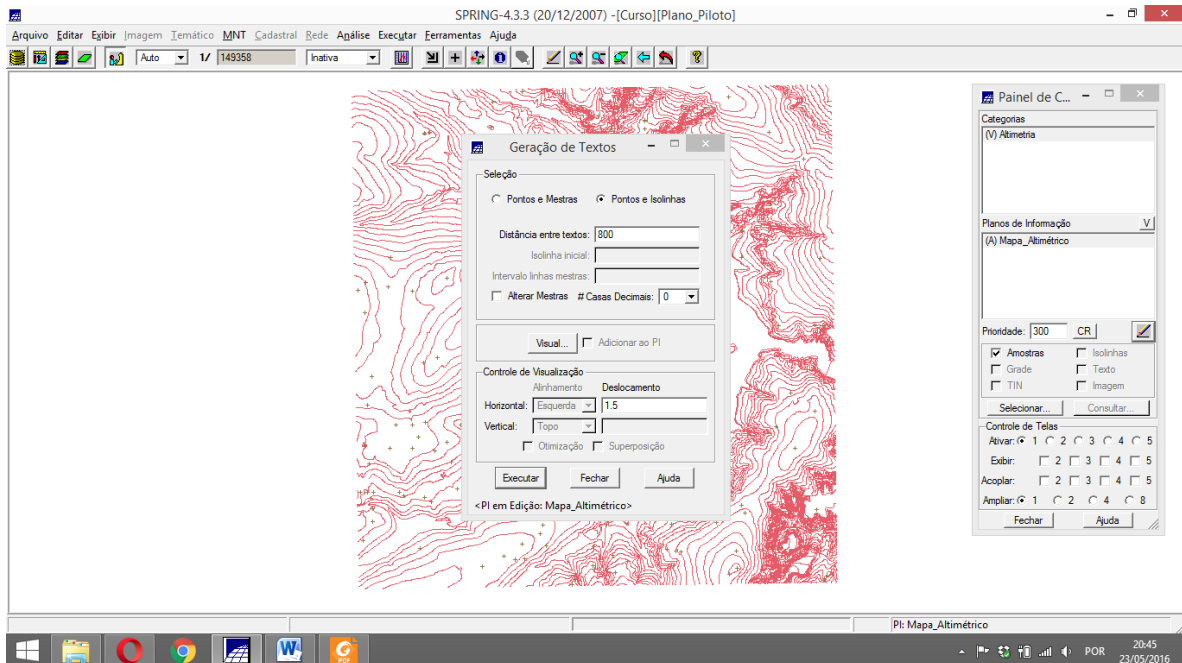 SPRING-4.3.3 (20/12/2007) -[Curso][Plano_Piloto]
Arquivo Editar Exibir Imagem Temático MNT Cadastral Rede Análise Executar Ferramentas Ajuda
Auto 1/ 149358 Inativa
Geração de Textos
Seleção
Pontos e Mestras Pontos e Isolinhas
Distância entre textos: 800
Isolinha inicial:
Intervalo linhas mestras:
Alterar Mestras # Casas Decimais: 0
Visual... Adicionar ao PI
Controle de Visualização
Alinhamento Deslocamento
Horizontal: Esquerda 1.5
Vertical: Topo
Otimização Superposição
Executar Fechar Ajuda
<PI em Edição: Mapa_Altimétrico>
Painel de C...
Categorias
(V) Altimetria
Planos de Informação V
(A) Mapa_Altimétrico
Prioridade: 300 CR
Amostras Isolinhas
Grade Texto
TIN Imagem
Selecionar... Consultar...
Controle de Telas
Ativar: 1 2 3 4 5
Exibir: 2 3 4 5
Acoplar: 2 3 4 5
Ampliar: 1 2 4 8
Fechar Ajuda
PI: Mapa_Altimétrico
PDF
POR
20:45
23/05/2016